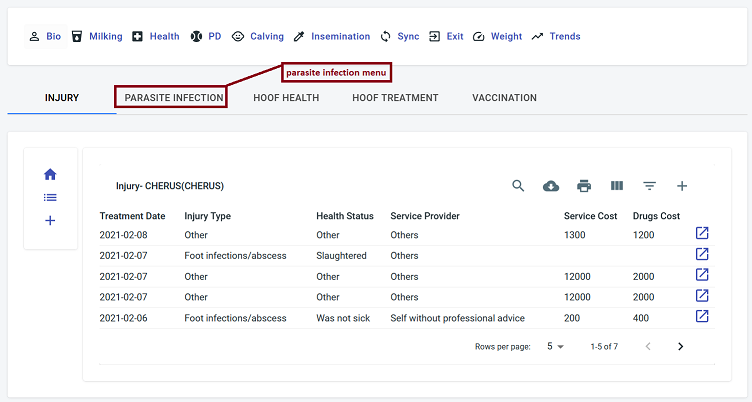 Bio Milking Health PD Calving Insemination Sync Exit Weight Trends
parasite infection menu
INJURY PARASITE INFECTION HOOF HEALTH HOOF TREATMENT VACCINATION
Injury- CHERUS(CHERUS)
Treatment Date Injury Type Health Status Service Provider Service Cost Drugs Cost
2021-02-08 Other Other Others 1300 1200
2021-02-07 Foot infections/abscess Slaughtered Others
2021-02-07 Other Other Others 12000 2000
2021-02-07 Other Other Others 12000 2000
2021-02-06 Foot infections/abscess Was not sick Self without professional advice 200 400
Rows per page: 5 1-5 of 7